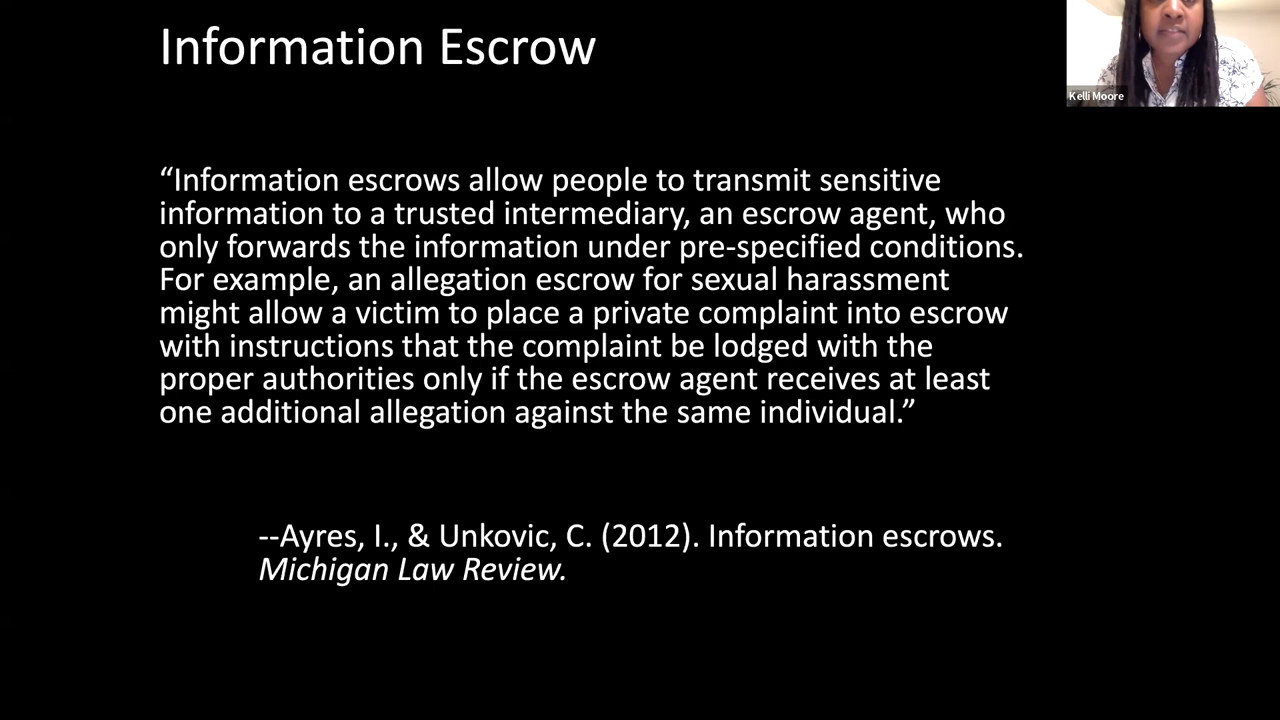 Information Escrow
Kelli Moore
“Information escrows allow people to transmit sensitive
information to a trusted intermediary, an escrow agent, who
only forwards the information under pre-specified conditions.
For example, an allegation escrow for sexual harassment
might allow a victim to place a private complaint into escrow
with instructions that the complaint be lodged with the
proper authorities only if the escrow agent receives at least
one additional allegation against the same individual.”
--Ayres, I., & Unkovic, C. (2012). Information escrows.
Michigan Law Review.